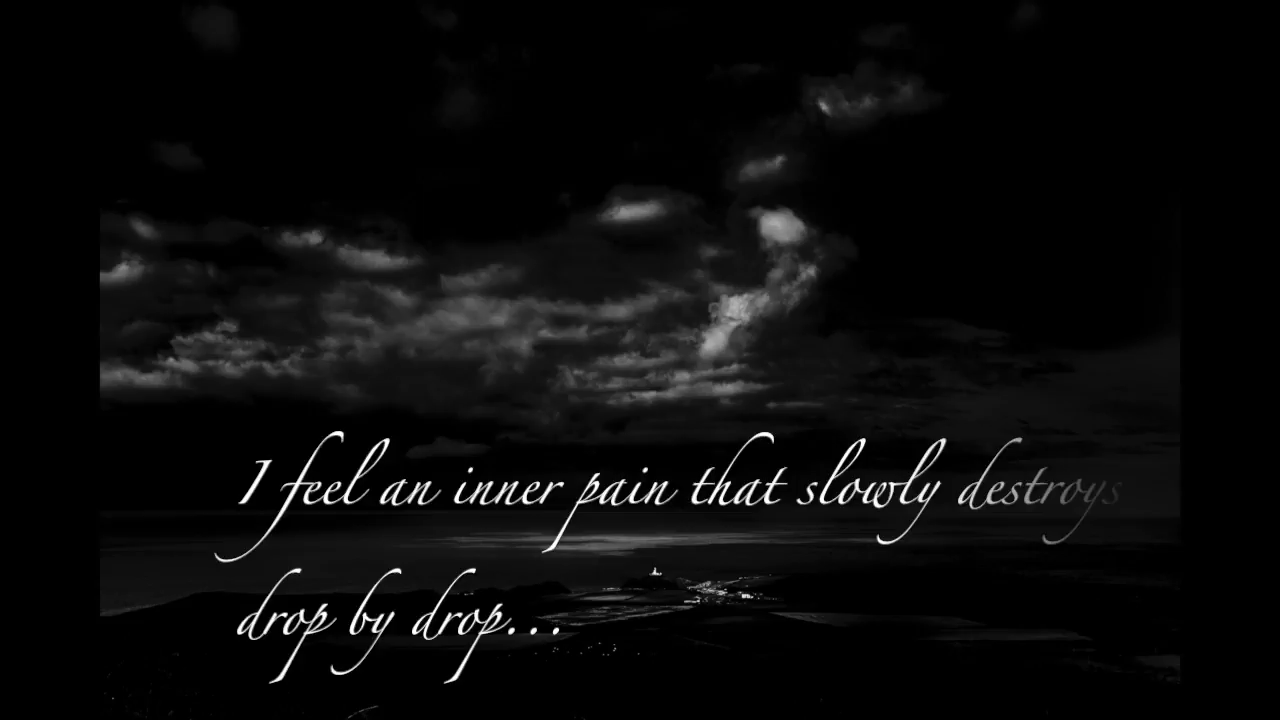 I feel an inner pain that slowly destroys
drop by drop...